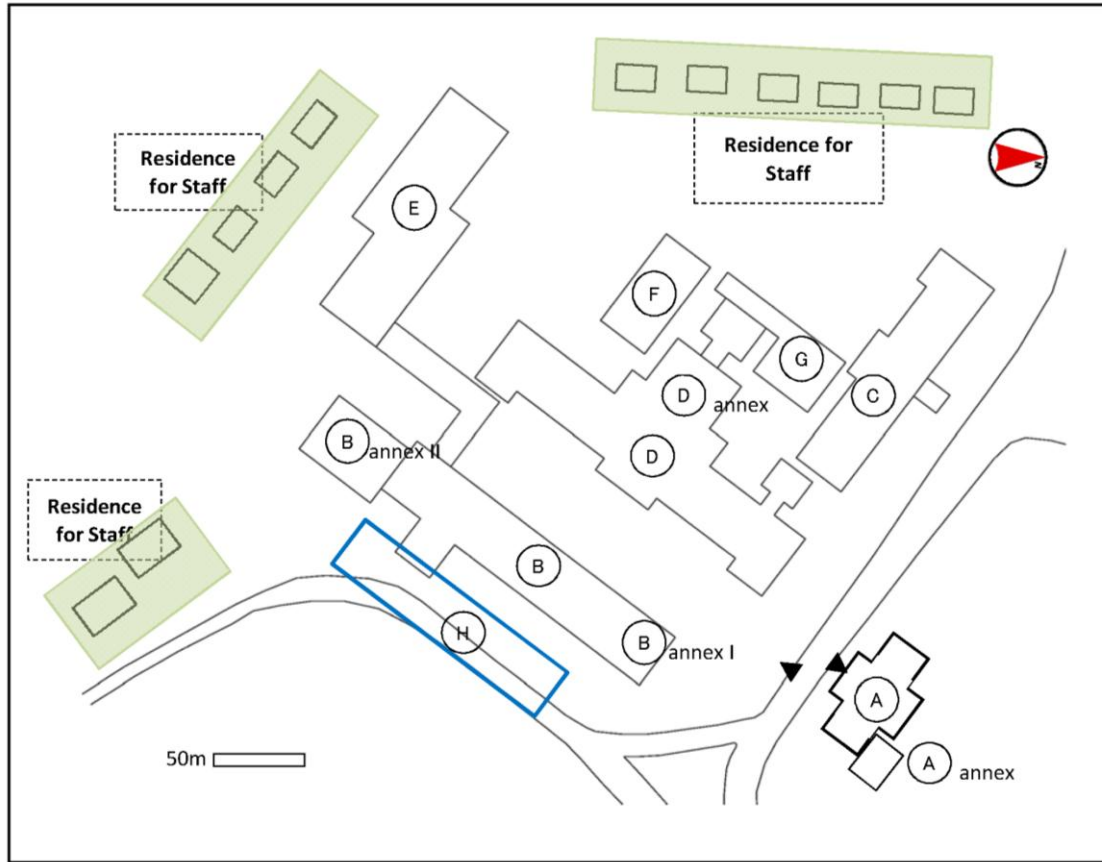 Residence for
Staff
N
Residence
for Staff
E
F
G
C
D
annex
D
B
annex II
Residence
for Staff
B
H
B
annex I
A
A
annex
50m